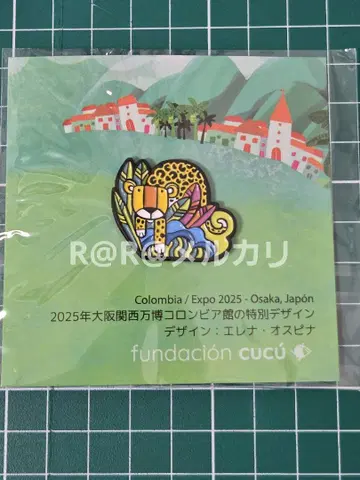 R@R@メルカリ
Colombia / Expo 2025 - Osaka, Japón
2025年大阪関西万博コロンビア館の特別デザイン
デザイン：エレナ・オスピナ
fundación cucú